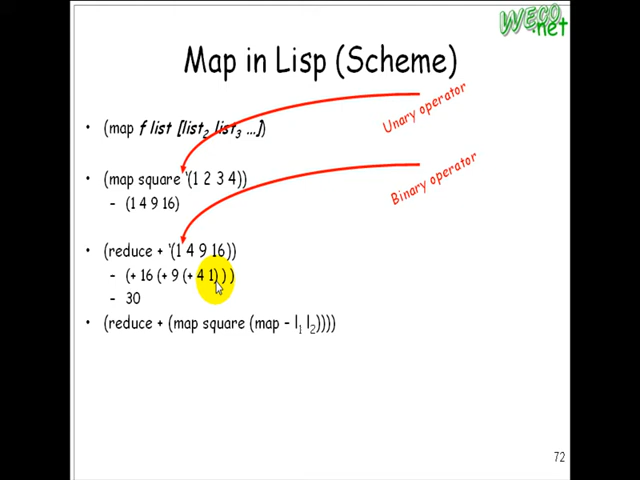 WECO
.net
Map in Lisp (Scheme)
Unary operator
• (map f list [list₂ list₃ …])
Binary operator
• (map square ‘(1 2 3 4))
– (1 4 9 16)
• (reduce + ‘(1 4 9 16))
– (+ 16 (+ 9 (+ 4 1) ) )
– 30
• (reduce + (map square (map – l₁ l₂))))
72